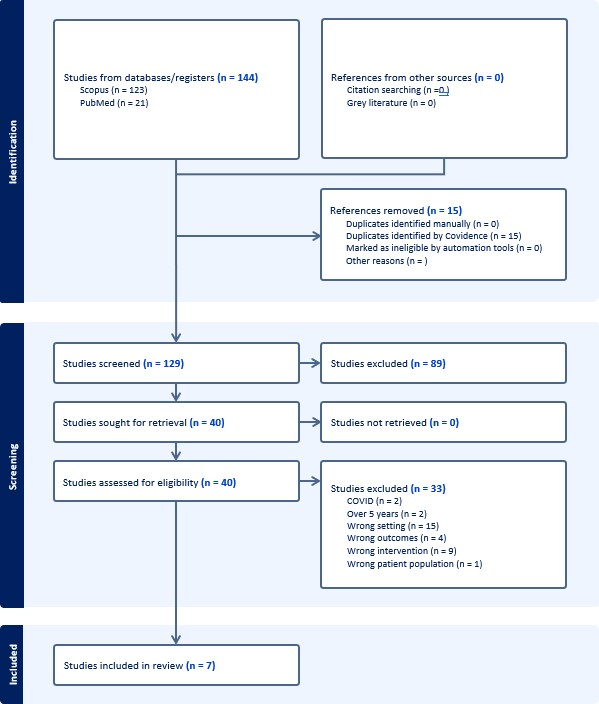 Identification
Studies from databases/registers (n = 144)
Scopus (n = 123)
PubMed (n = 21)
References from other sources (n = 0)
Citation searching (n =0 )
Grey literature (n = 0)
References removed (n = 15)
Duplicates identified manually (n = 0)
Duplicates identified by Covidence (n = 15)
Marked as ineligible by automation tools (n = 0)
Other reasons (n = )
Screening
Studies screened (n = 129)
Studies excluded (n = 89)
Studies sought for retrieval (n = 40)
Studies not retrieved (n = 0)
Studies assessed for eligibility (n = 40)
Studies excluded (n = 33)
COVID (n = 2)
Over 5 years (n = 2)
Wrong setting (n = 15)
Wrong outcomes (n = 4)
Wrong intervention (n = 9)
Wrong patient population (n = 1)
Included
Studies included in review (n = 7)